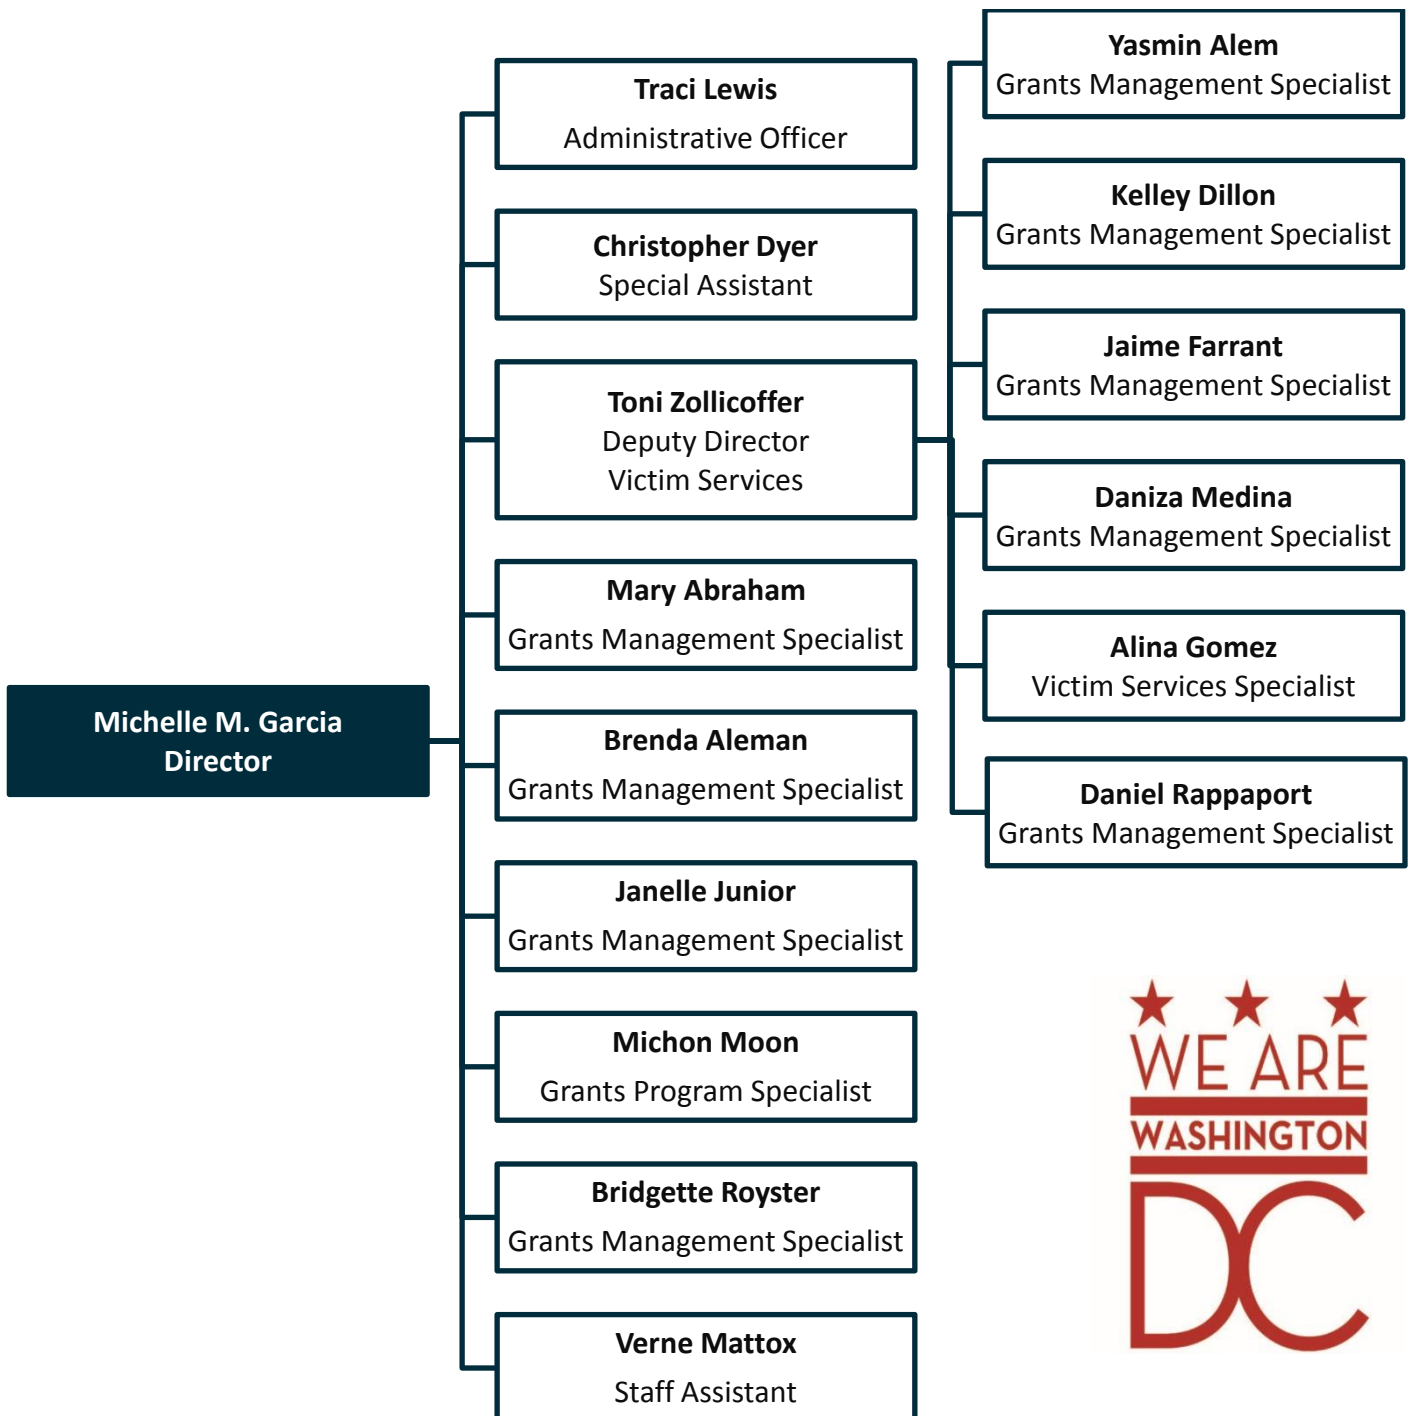 Michelle M. Garcia
Director
Traci Lewis
Administrative Officer
Christopher Dyer
Special Assistant
Toni Zollicoffer
Deputy Director
Victim Services
Mary Abraham
Grants Management Specialist
Brenda Aleman
Grants Management Specialist
Janelle Junior
Grants Management Specialist
Michon Moon
Grants Program Specialist
Bridgette Royster
Grants Management Specialist
Verne Mattox
Staff Assistant
Yasmin Alem
Grants Management Specialist
Kelley Dillon
Grants Management Specialist
Jaime Farrant
Grants Management Specialist
Daniza Medina
Grants Management Specialist
Alina Gomez
Victim Services Specialist
Daniel Rappaport
Grants Management Specialist
WE ARE
WASHINGTON
DC